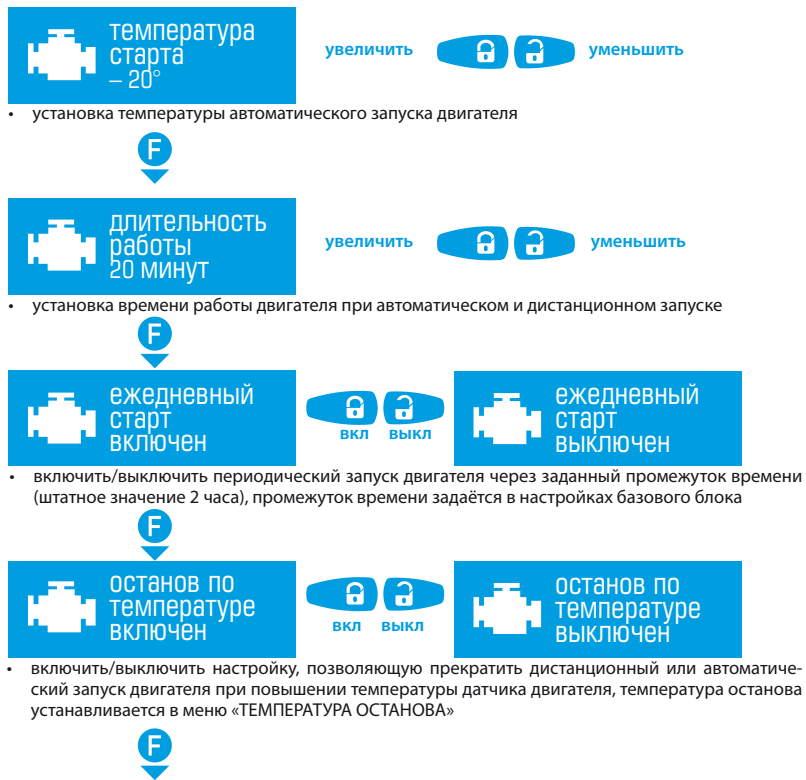 температура
старта
– 20°
увеличить
уменьшить
• установка температуры автоматического запуска двигателя
F
длительность
работы
20 минут
увеличить
уменьшить
• установка времени работы двигателя при автоматическом и дистанционном запуске
F
ежедневный
старт
включен
вкл выкл
ежедневный
старт
выключен
• включить/выключить периодический запуск двигателя через заданный промежуток времени
(штатное значение 2 часа), промежуток времени задаётся в настройках базового блока
F
останов по
температуре
включен
вкл выкл
останов по
температуре
выключен
• включить/выключить настройку, позволяющую прекратить дистанционный или автоматиче-
ский запуск двигателя при повышении температуры датчика двигателя, температура останова
устанавливается в меню «ТЕМПЕРАТУРА ОСТАНОВА»
F